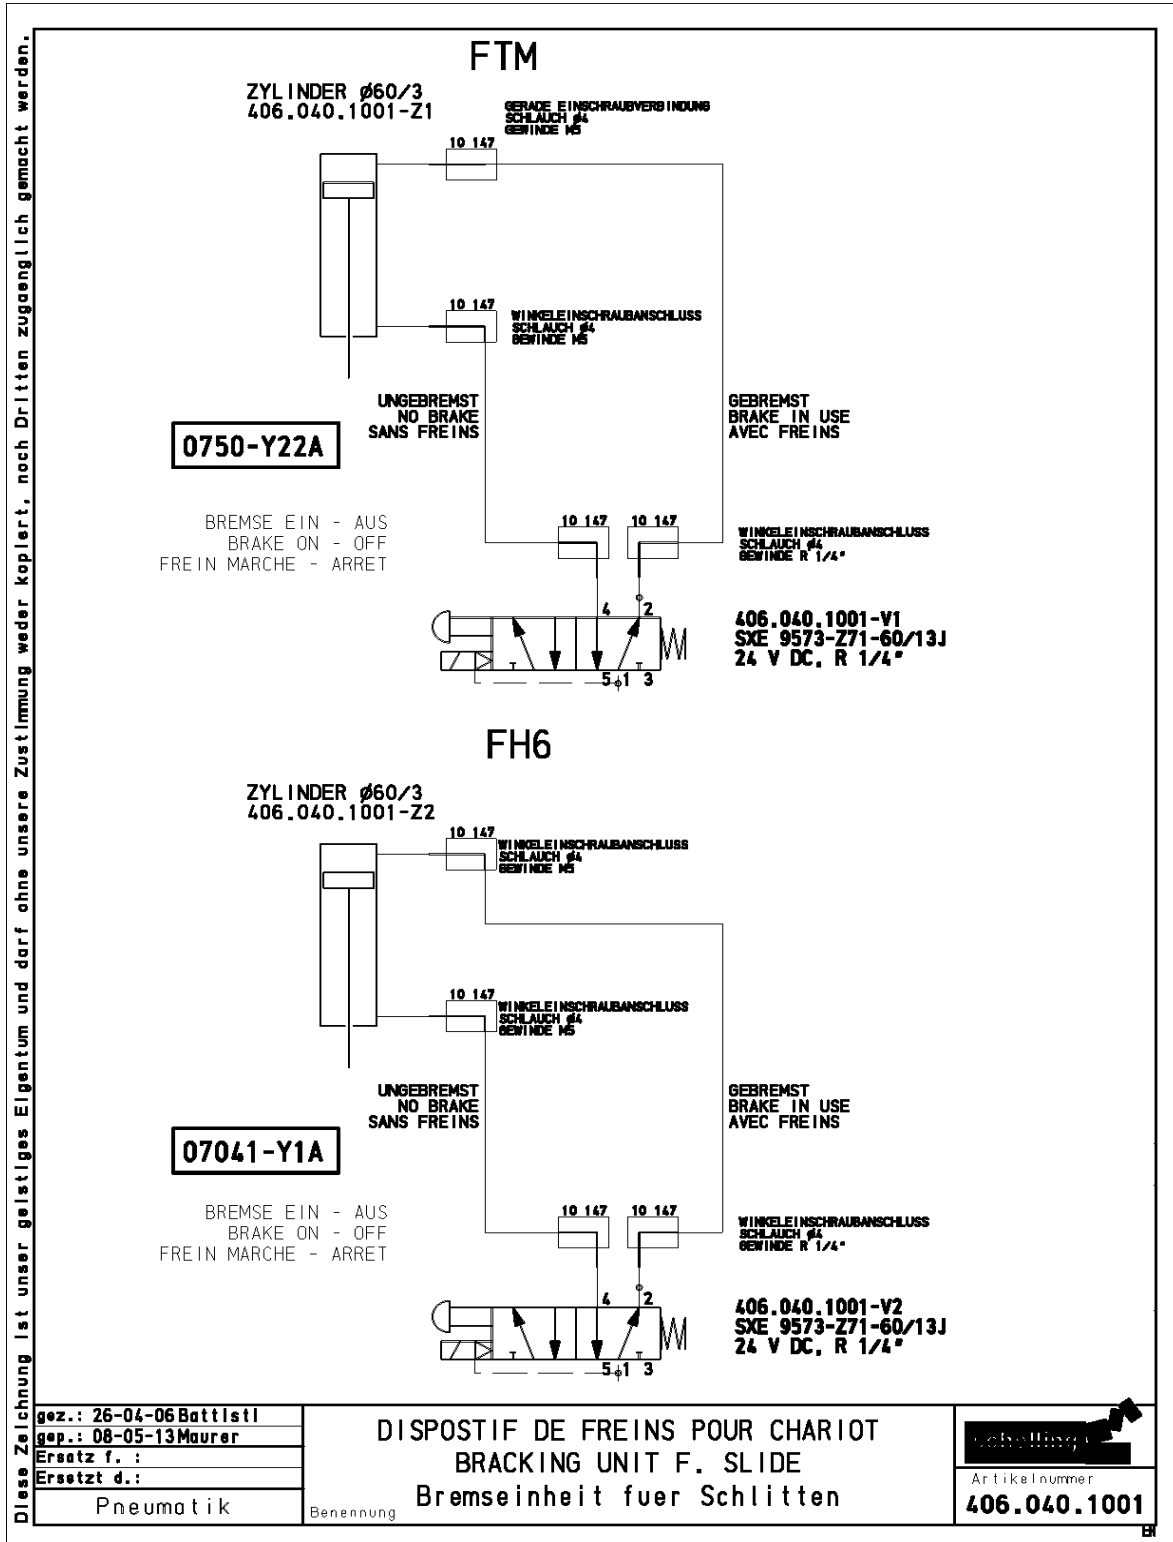 Diese Zeichnung ist unser geistiges Eigentum und darf ohne unsere Zustimmung weder kopiert, noch Dritten zugaenglich gemacht werden.
FTM
ZYLINDER ø60/3
406.040.1001-Z1
GERADE EINSCHRAUBVERBINDUNG
SCHLAUCH ø4
GEWINDE M5
10 147
10 147
WINKELEINSCHRAUBANSCHLUSS
SCHLAUCH ø4
GEWINDE M5
UNGEBREMST
NO BRAKE
SANS FREINS
GEBREMST
BRAKE IN USE
AVEC FREINS
0750-Y22A
BREMSE EIN - AUS
BRAKE ON - OFF
FREIN MARCHE - ARRET
10 147
10 147
WINKELEINSCHRAUBANSCHLUSS
SCHLAUCH ø4
GEWINDE R 1/4"
4 2
5 1 3
406.040.1001-V1
SXE 9573-Z71-60/13J
24 V DC, R 1/4"
FH6
ZYLINDER ø60/3
406.040.1001-Z2
10 147
WINKELEINSCHRAUBANSCHLUSS
SCHLAUCH ø4
GEWINDE M5
10 147
WINKELEINSCHRAUBANSCHLUSS
SCHLAUCH ø4
GEWINDE M5
UNGEBREMST
NO BRAKE
SANS FREINS
GEBREMST
BRAKE IN USE
AVEC FREINS
07041-Y1A
BREMSE EIN - AUS
BRAKE ON - OFF
FREIN MARCHE - ARRET
10 147
10 147
WINKELEINSCHRAUBANSCHLUSS
SCHLAUCH ø4
GEWINDE R 1/4"
4 2
5 1 3
406.040.1001-V2
SXE 9573-Z71-60/13J
24 V DC, R 1/4"
gez.: 26-04-06 Battisti
gep.: 08-05-13 Maurer
Ersatz f. :
Ersetzt d.:
Pneumatik
DISPOSTIF DE FREINS POUR CHARIOT
BRACKING UNIT F. SLIDE
Bremseinheit fuer Schlitten
Benennung
schelling
Artikelnummer
406.040.1001